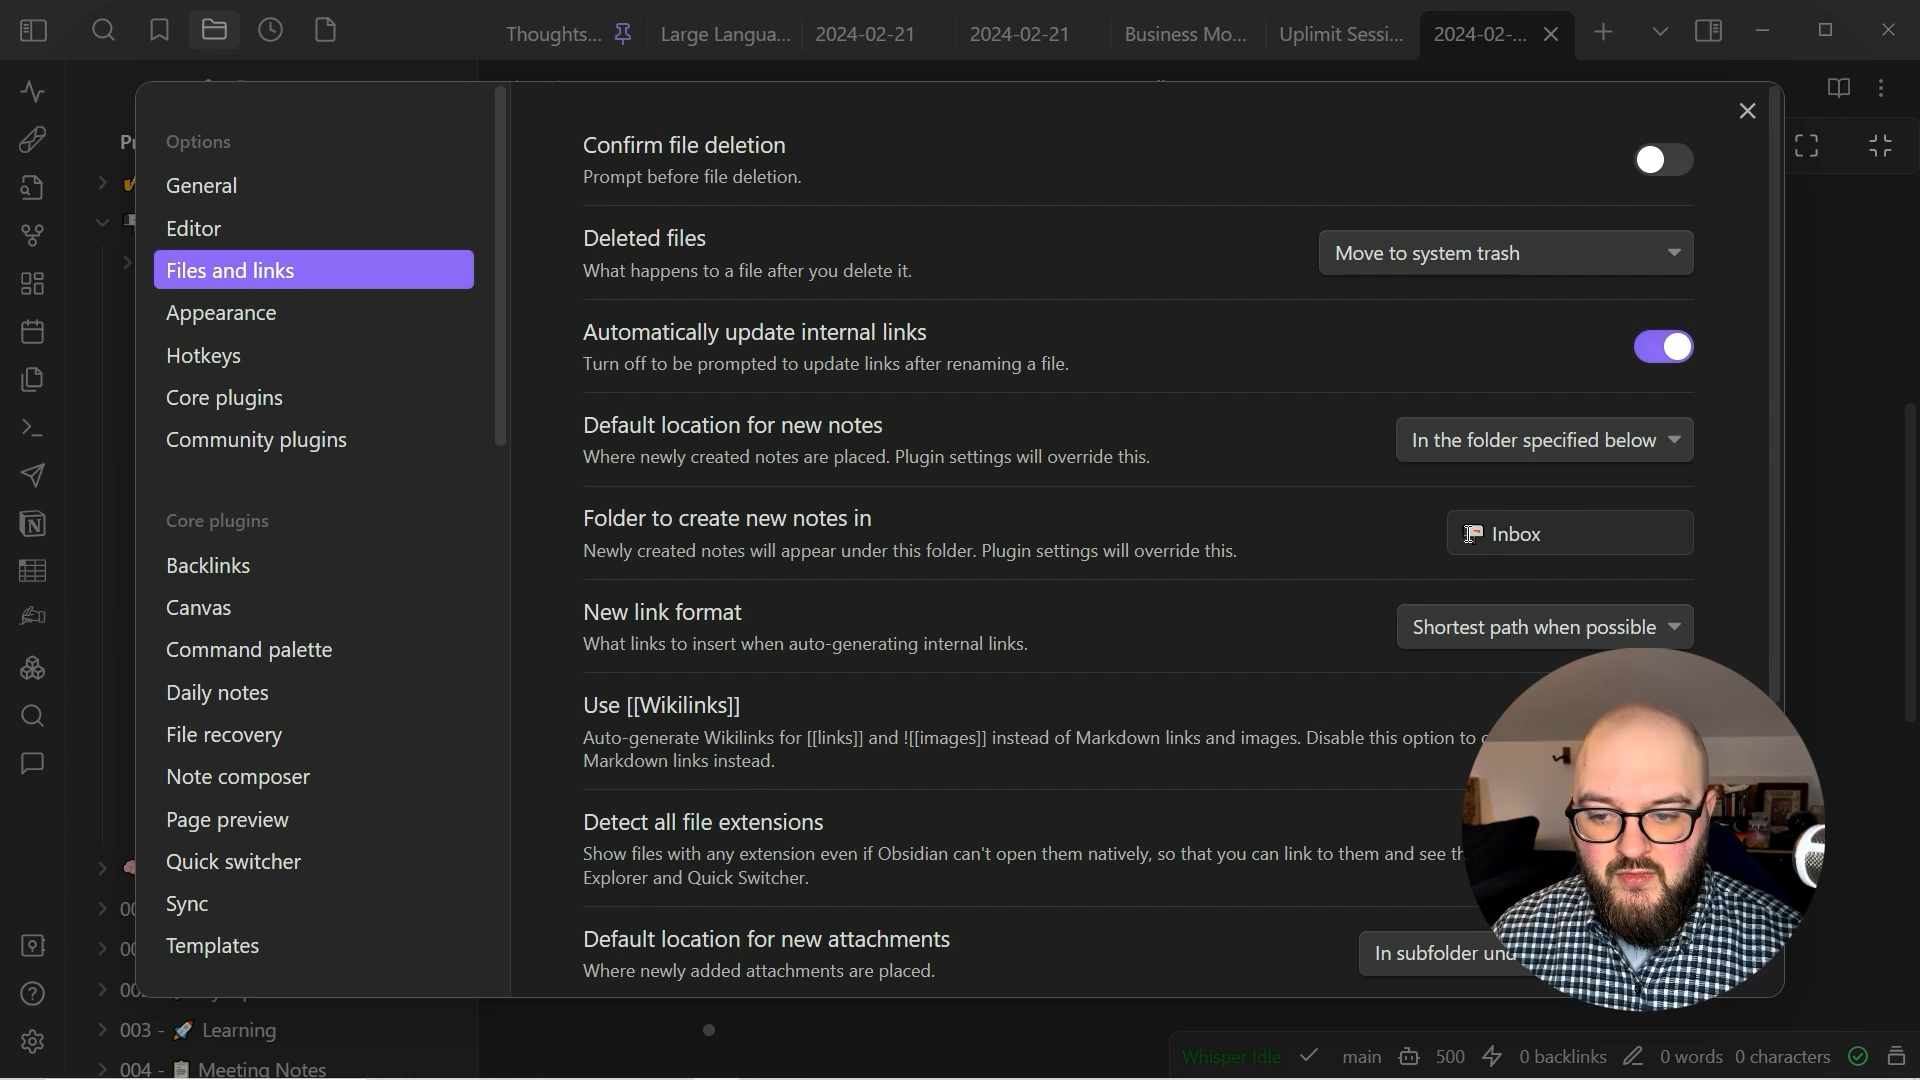 Thoughts...
Large Langua...
2024-02-21
2024-02-21
Business Mo...
Uplimit Sessi...
2024-02-...
Options
General
Editor
Files and links
Appearance
Hotkeys
Core plugins
Community plugins
Core plugins
Backlinks
Canvas
Command palette
Daily notes
File recovery
Note composer
Page preview
Quick switcher
Sync
Templates
Confirm file deletion
Prompt before file deletion.
Deleted files
What happens to a file after you delete it.
Move to system trash
Automatically update internal links
Turn off to be prompted to update links after renaming a file.
Default location for new notes
Where newly created notes are placed. Plugin settings will override this.
In the folder specified below
Folder to create new notes in
Newly created notes will appear under this folder. Plugin settings will override this.
Inbox
New link format
What links to insert when auto-generating internal links.
Shortest path when possible
Use [[Wikilinks]]
Auto-generate Wikilinks for [[links]] and ![[images]] instead of Markdown links and images. Disable this option to
Markdown links instead.
Detect all file extensions
Show files with any extension even if Obsidian can't open them natively, so that you can link to them and see
Explorer and Quick Switcher.
Default location for new attachments
Where newly added attachments are placed.
In subfolder
003 - 🚀 Learning
004 - 📋 Meeting Notes
Whisper Idle
main
500
0 backlinks
0 words 0 characters